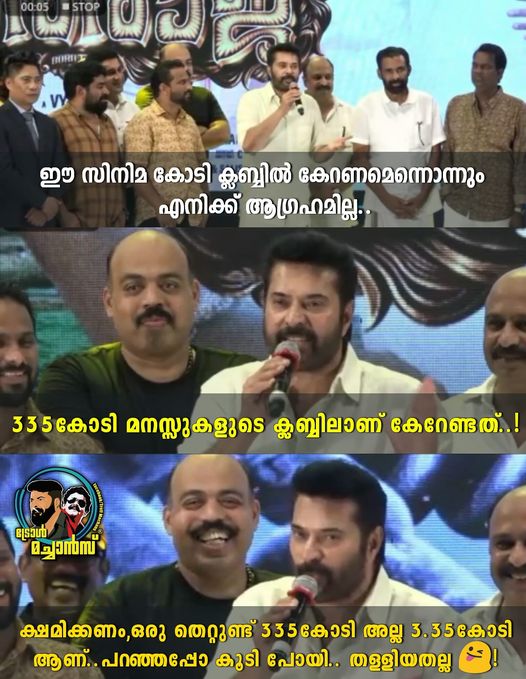 00:05 STOP
ഈ സിനിമ കോടി ക്ലബ്ബിൽ കേറണമെന്നൊന്നും
എനിക്ക് ആഗ്രഹമില്ല..
335കോടി മനസ്സുകളുടെ ക്ലബ്ബിലാണ് കേറേണ്ടത്..!
ട്രോൾ
മച്ചാൻസ്
ക്ഷമിക്കണം,ഒരു തെറ്റുണ്ട് 335കോടി അല്ല 3.35കോടി
ആണ്..പറഞ്ഞപ്പോ കൂടി പോയി.. തള്ളിയതല്ല 😜!